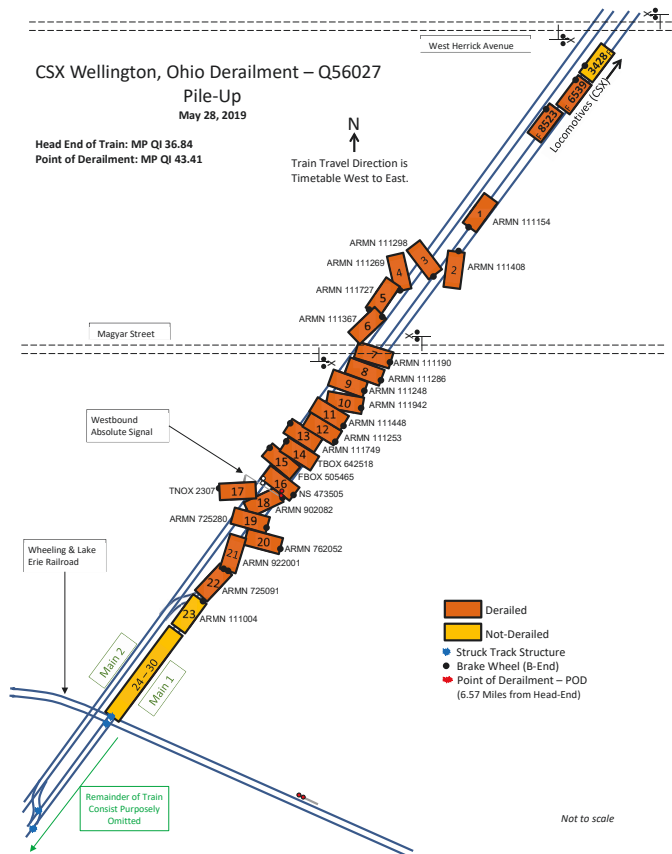 West Herrick Avenue
CSX Wellington, Ohio Derailment – Q56027
Pile-Up
May 28, 2019
Head End of Train: MP QI 36.84
Point of Derailment: MP QI 43.41
N
Train Travel Direction is
Timetable West to East.
3428 F
F 6539
F 8523
Locomotives (CSX)
1
ARMN 111154
ARMN 111298
3
ARMN 111269
4
2
ARMN 111408
ARMN 111727
5
ARMN 111367
6
Magyar Street
7
ARMN 111190
8
ARMN 111286
9
ARMN 111248
10
ARMN 111942
11
ARMN 111448
12
ARMN 111253
13
ARMN 111749
14
TBOX 642518
15
FBOX 505465
16
NS 473505
Westbound
Absolute Signal
TNOX 2307
17
18
ARMN 902082
ARMN 725280
19
20
ARMN 762052
21
ARMN 922001
22
ARMN 725091
23
ARMN 111004
Wheeling & Lake
Erie Railroad
24 – 30
Main 2
Main 1
Derailed
Not-Derailed
Struck Track Structure
Brake Wheel (B-End)
Point of Derailment – POD
(6.57 Miles from Head-End)
Remainder of Train
Consist Purposely
Omitted
Not to scale